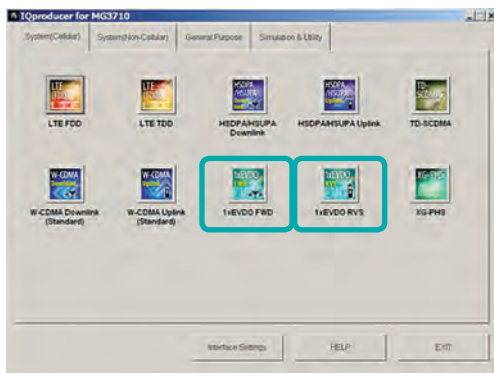 IQproducer for MG3710
System(Cellular) System(Non-Cellular) General Purpose Simulation & Utility
LTE FDD LTE TDD HSDPA/HSUPA Downlink HSDPA/HSUPA Uplink TD-SCDMA
W-CDMA Downlink (Standard) W-CDMA Uplink (Standard) 1xEVDO FWD 1xEVDO RVS XG-PHS
Interface Settings HELP EXIT